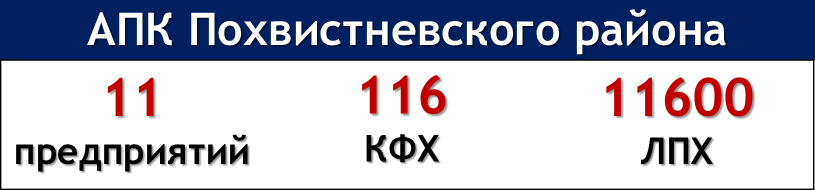 АПК Похвистневского района
11 116 11600
предприятий КФХ ЛПХ